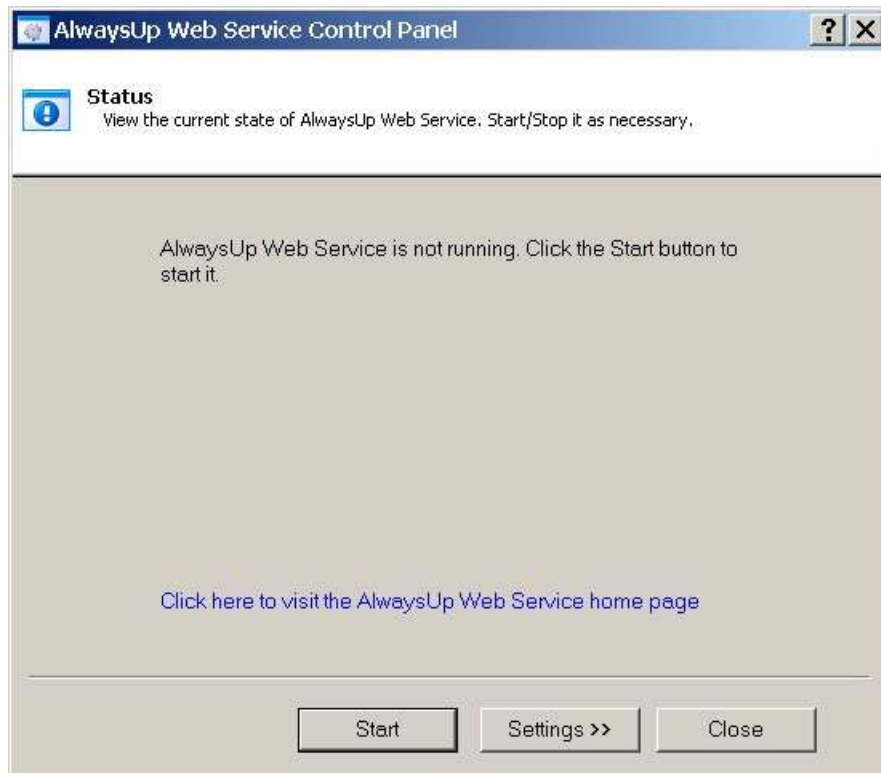 AlwaysUp Web Service Control Panel
Status
View the current state of AlwaysUp Web Service. Start/Stop it as necessary.
AlwaysUp Web Service is not running. Click the Start button to
start it.
Click here to visit the AlwaysUp Web Service home page
Start
Settings >>
Close